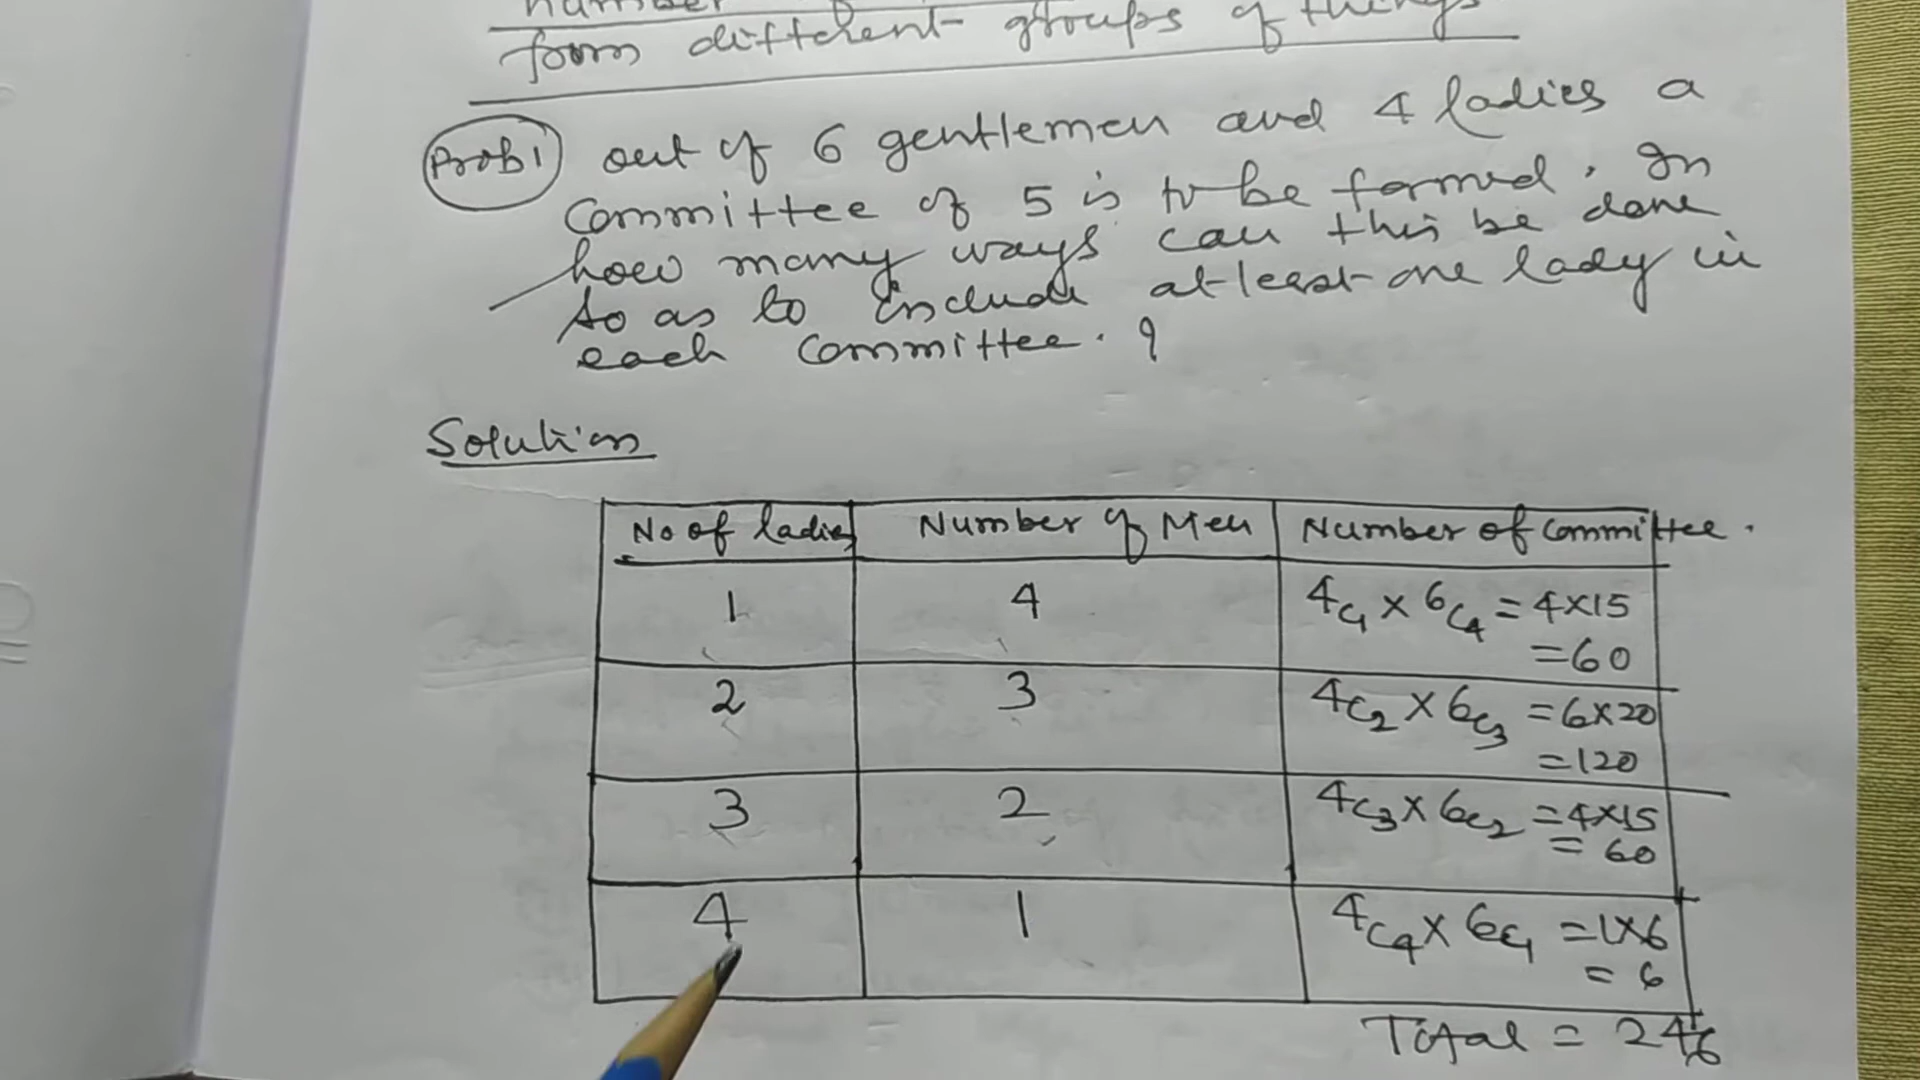 number
form different groups of things
Prob1 out of 6 gentlemen and 4 ladies a
committee of 5 is to be formed. In
how many ways can this be done
so as to include at-least-one lady in
each committee. ?
Solution
No of ladies Number of Men Number of committee.
1 4 4c1 x 6c4 = 4x15
= 60
2 3 4c2 x 6c3 = 6x20
= 120
3 2 4c3 x 6c2 = 4x15
= 60
4 1 4c4 x 6c1 = 1x6
= 6
Total = 246